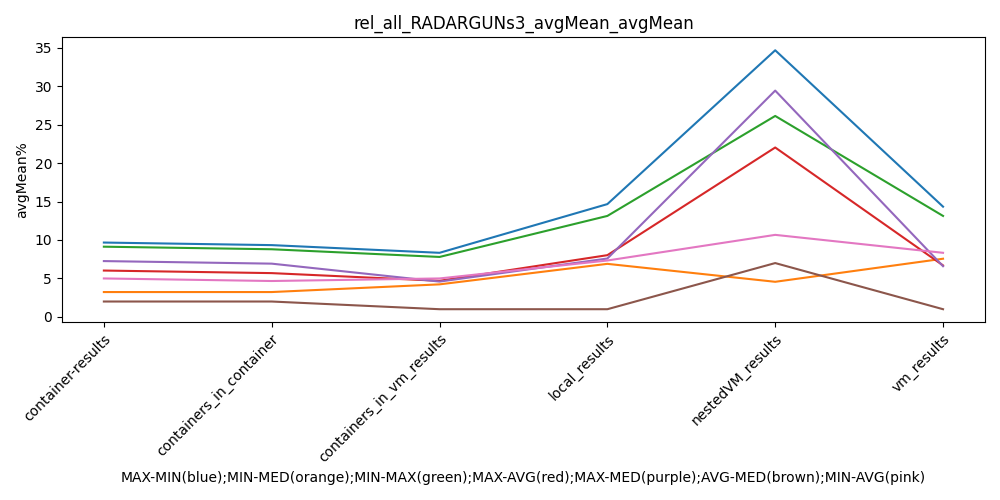 rel_all_RADARGUNs3_avgMean_avgMean
35
30
25
20
15
10
5
0
avgMean%
container-results
containers_in_container
containers_in_vm_results
local_results
nestedVM_results
vm_results
MAX-MIN(blue);MIN-MED(orange);MIN-MAX(green);MAX-AVG(red);MAX-MED(purple);AVG-MED(brown);MIN-AVG(pink)